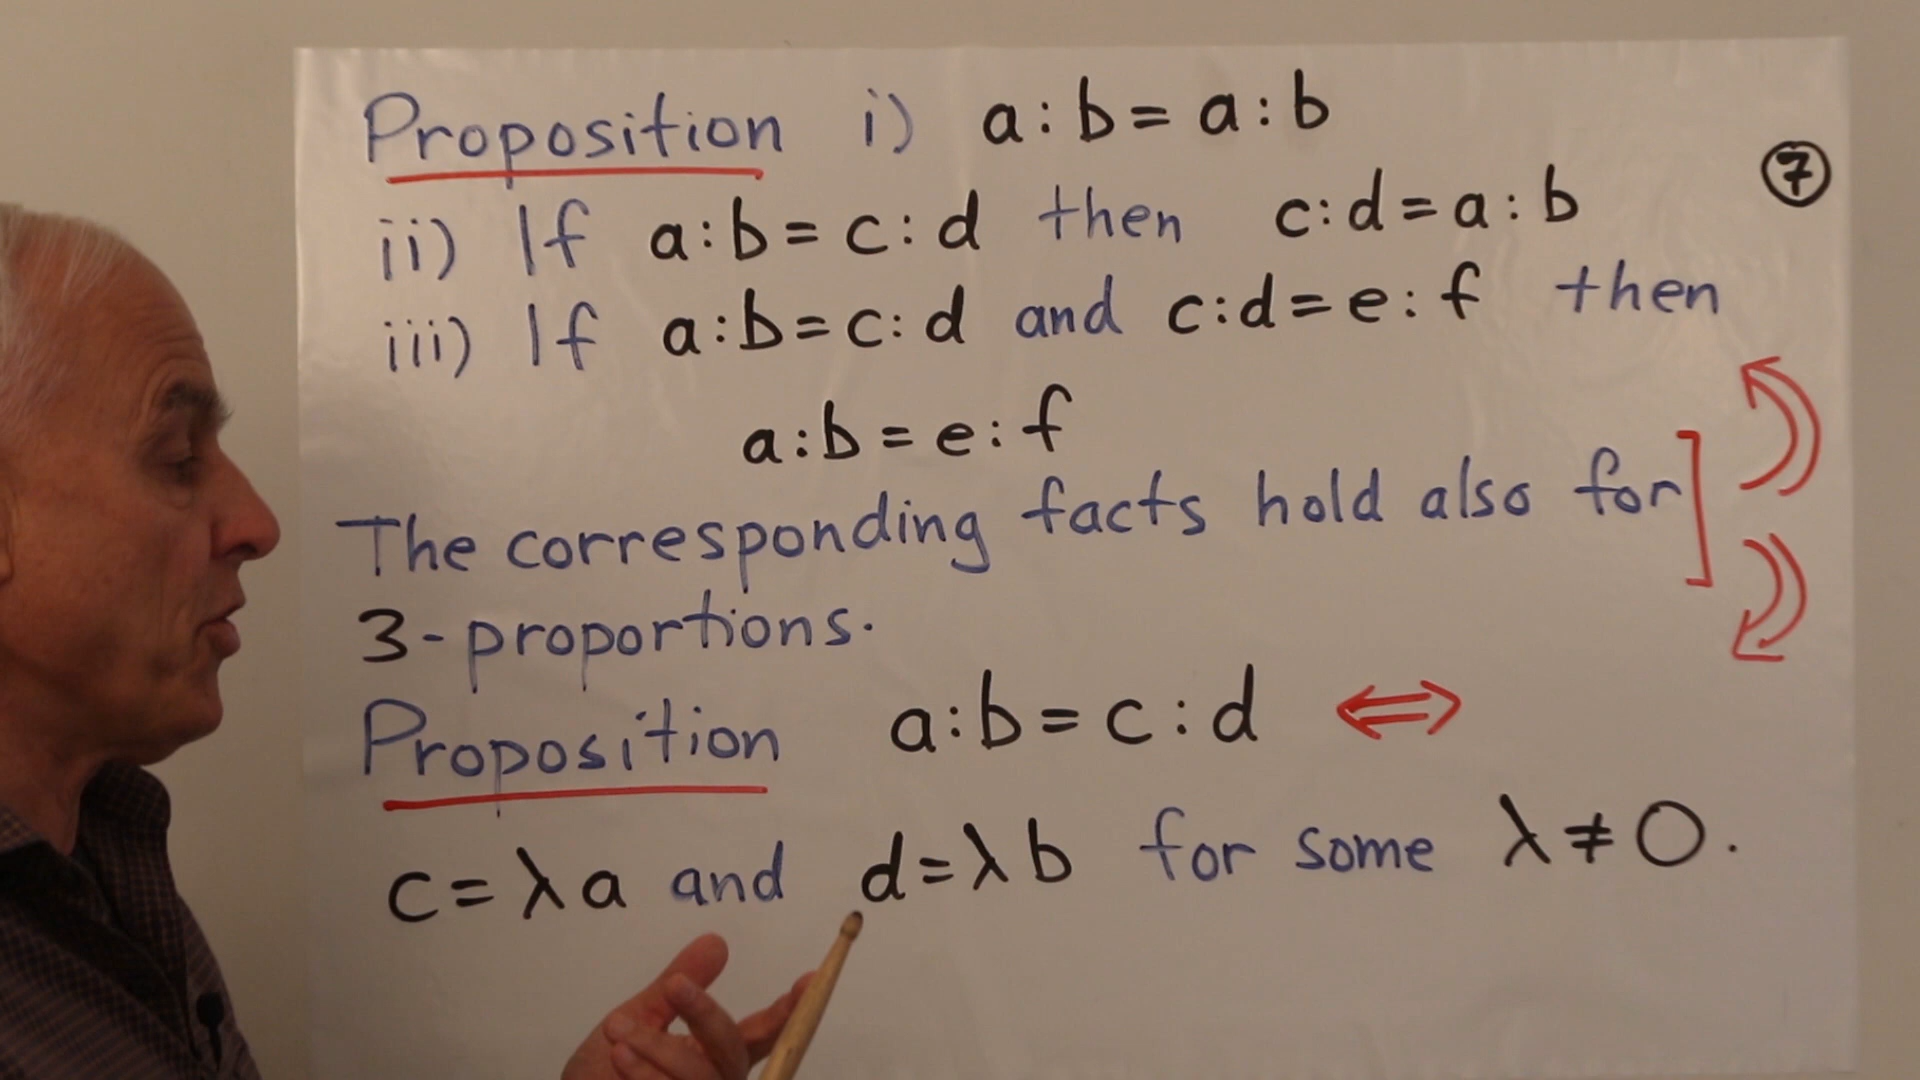 Proposition i) a:b = a:b
⑦
ii) If a:b = c:d then c:d = a:b
iii) If a:b = c:d and c:d = e:f then
a:b = e:f
The corresponding facts hold also for]
3-proportions.
Proposition a:b = c:d ⇔
c = λa and d = λb for some λ ≠ 0.